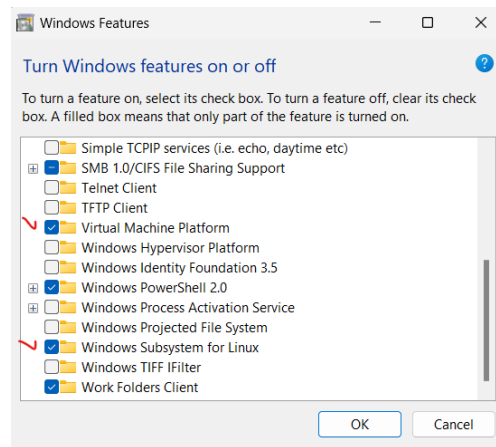 Windows Features
Turn Windows features on or off
?
To turn a feature on, select its check box. To turn a feature off, clear its check
box. A filled box means that only part of the feature is turned on.
Simple TCPIP services (i.e. echo, daytime etc)
SMB 1.0/CIFS File Sharing Support
Telnet Client
TFTP Client
Virtual Machine Platform
Windows Hypervisor Platform
Windows Identity Foundation 3.5
Windows PowerShell 2.0
Windows Process Activation Service
Windows Projected File System
Windows Subsystem for Linux
Windows TIFF IFilter
Work Folders Client
OK Cancel